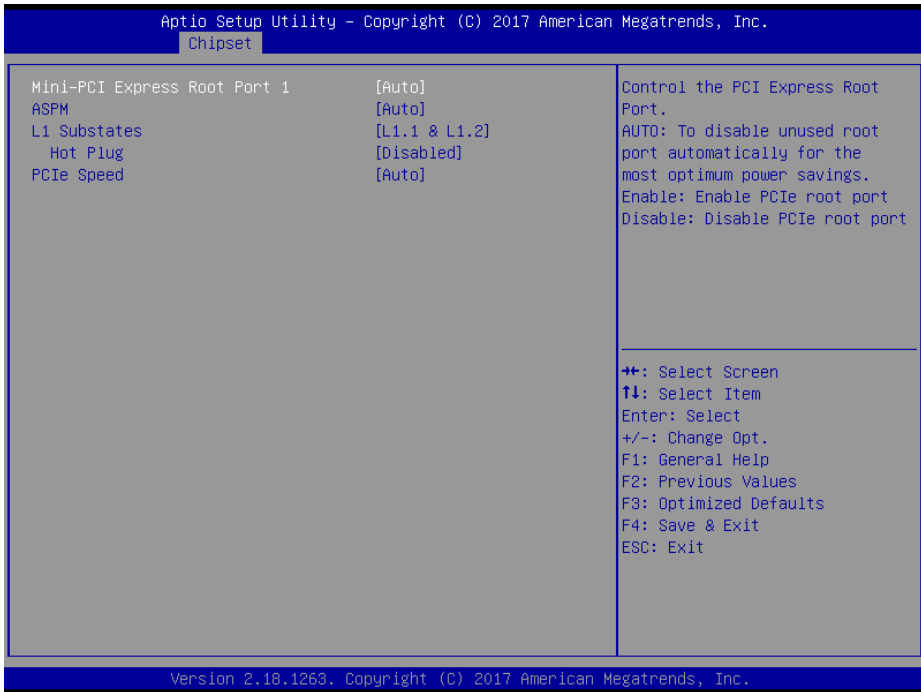 Aptio Setup Utility – Copyright (C) 2017 American Megatrends, Inc.
Chipset
Mini-PCI Express Root Port 1 [Auto]
ASPM [Auto]
L1 Substates [L1.1 & L1.2]
Hot Plug [Disabled]
PCIe Speed [Auto]
Control the PCI Express Root
Port.
AUTO: To disable unused root
port automatically for the
most optimum power savings.
Enable: Enable PCIe root port
Disable: Disable PCIe root port
→←: Select Screen
↑↓: Select Item
Enter: Select
+/-: Change Opt.
F1: General Help
F2: Previous Values
F3: Optimized Defaults
F4: Save & Exit
ESC: Exit
Version 2.18.1263. Copyright (C) 2017 American Megatrends, Inc.